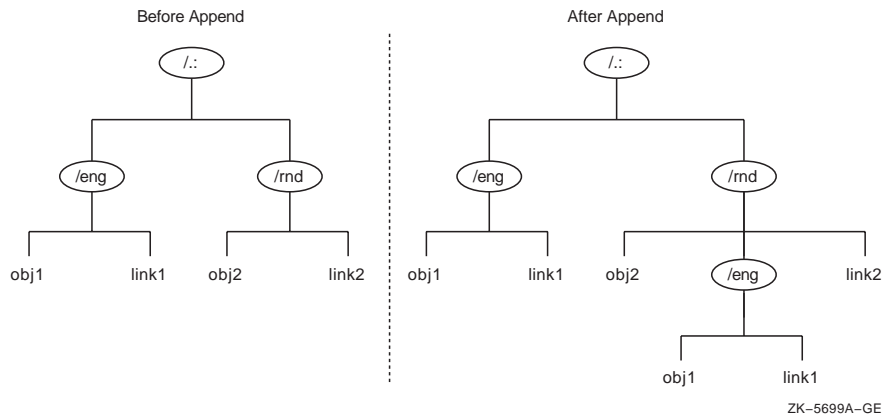 Before Append
/.:
/eng
/rnd
obj1
link1
obj2
link2
After Append
/.:
/eng
/rnd
obj1
link1
obj2
/eng
link2
obj1
link1
ZK−5699A−GE